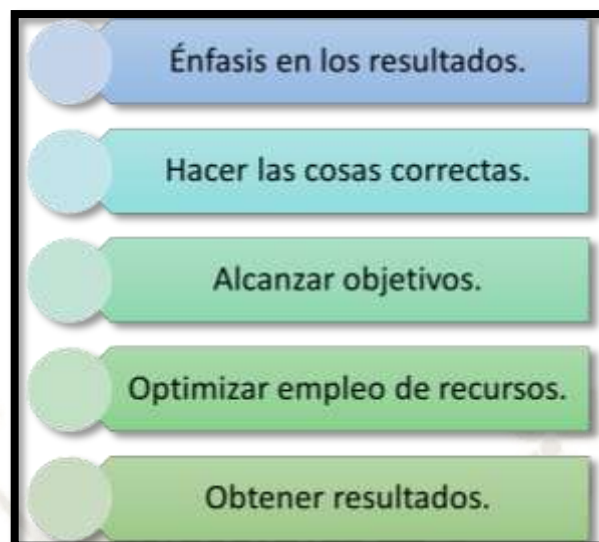 Énfasis en los resultados.
Hacer las cosas correctas.
Alcanzar objetivos.
Optimizar empleo de recursos.
Obtener resultados.